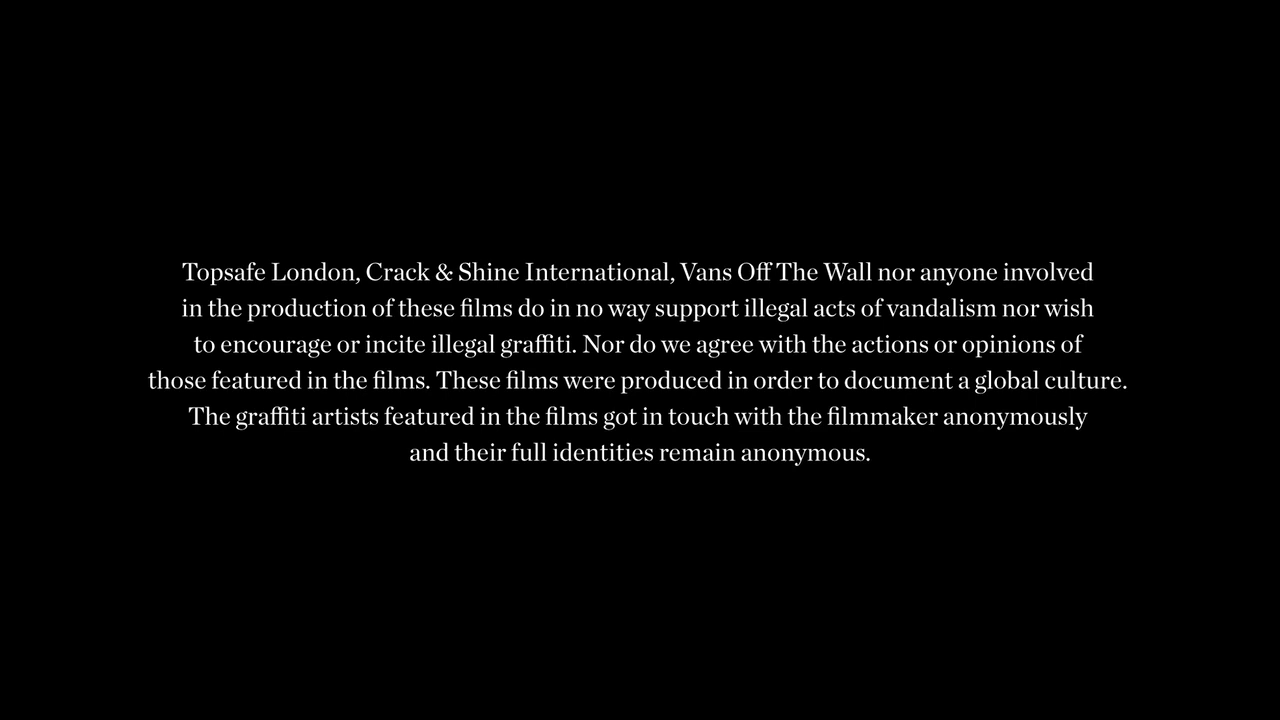 Topsafe London, Crack & Shine International, Vans Off The Wall nor anyone involved
in the production of these films do in no way support illegal acts of vandalism nor wish
to encourage or incite illegal graffiti. Nor do we agree with the actions or opinions of
those featured in the films. These films were produced in order to document a global culture.
The graffiti artists featured in the films got in touch with the filmmaker anonymously
and their full identities remain anonymous.